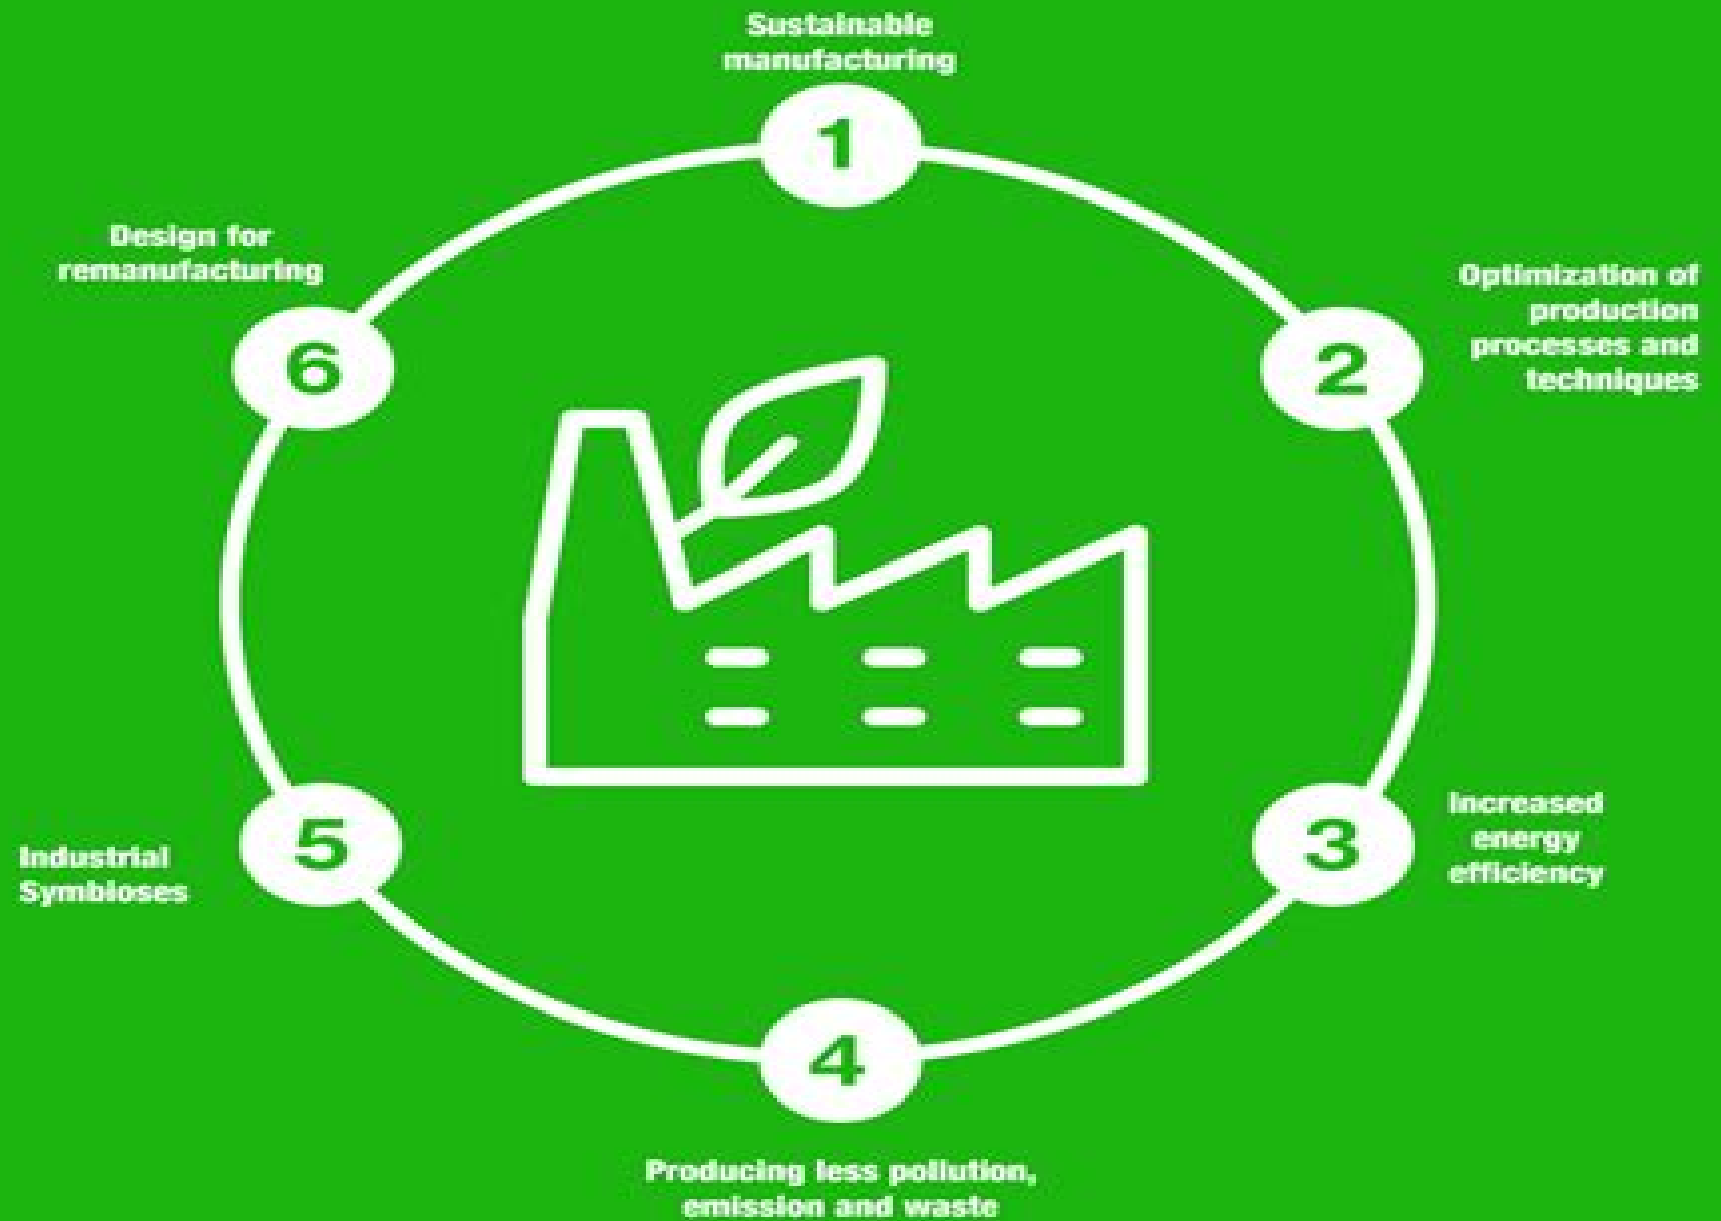 Sustainable
manufacturing
1
Optimization of
production
processes and
techniques
2
Increased
energy
efficiency
3
4
Producing less pollution,
emission and waste
5
Industrial
Symbioses
6
Design for
remanufacturing